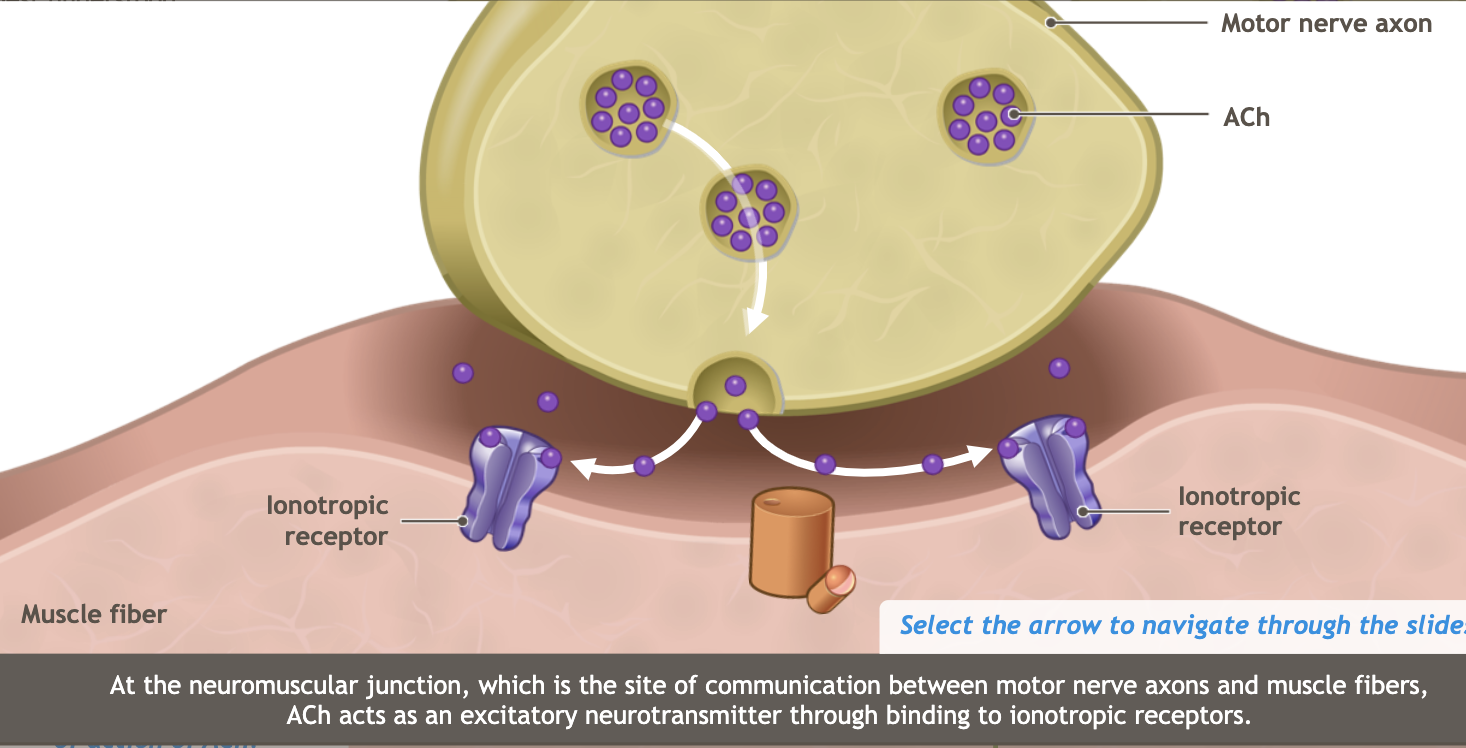 Motor nerve axon
ACh
Ionotropic
receptor
Ionotropic
receptor
Muscle fiber
Select the arrow to navigate through the slide
At the neuromuscular junction, which is the site of communication between motor nerve axons and muscle fibers,
ACh acts as an excitatory neurotransmitter through binding to ionotropic receptors.